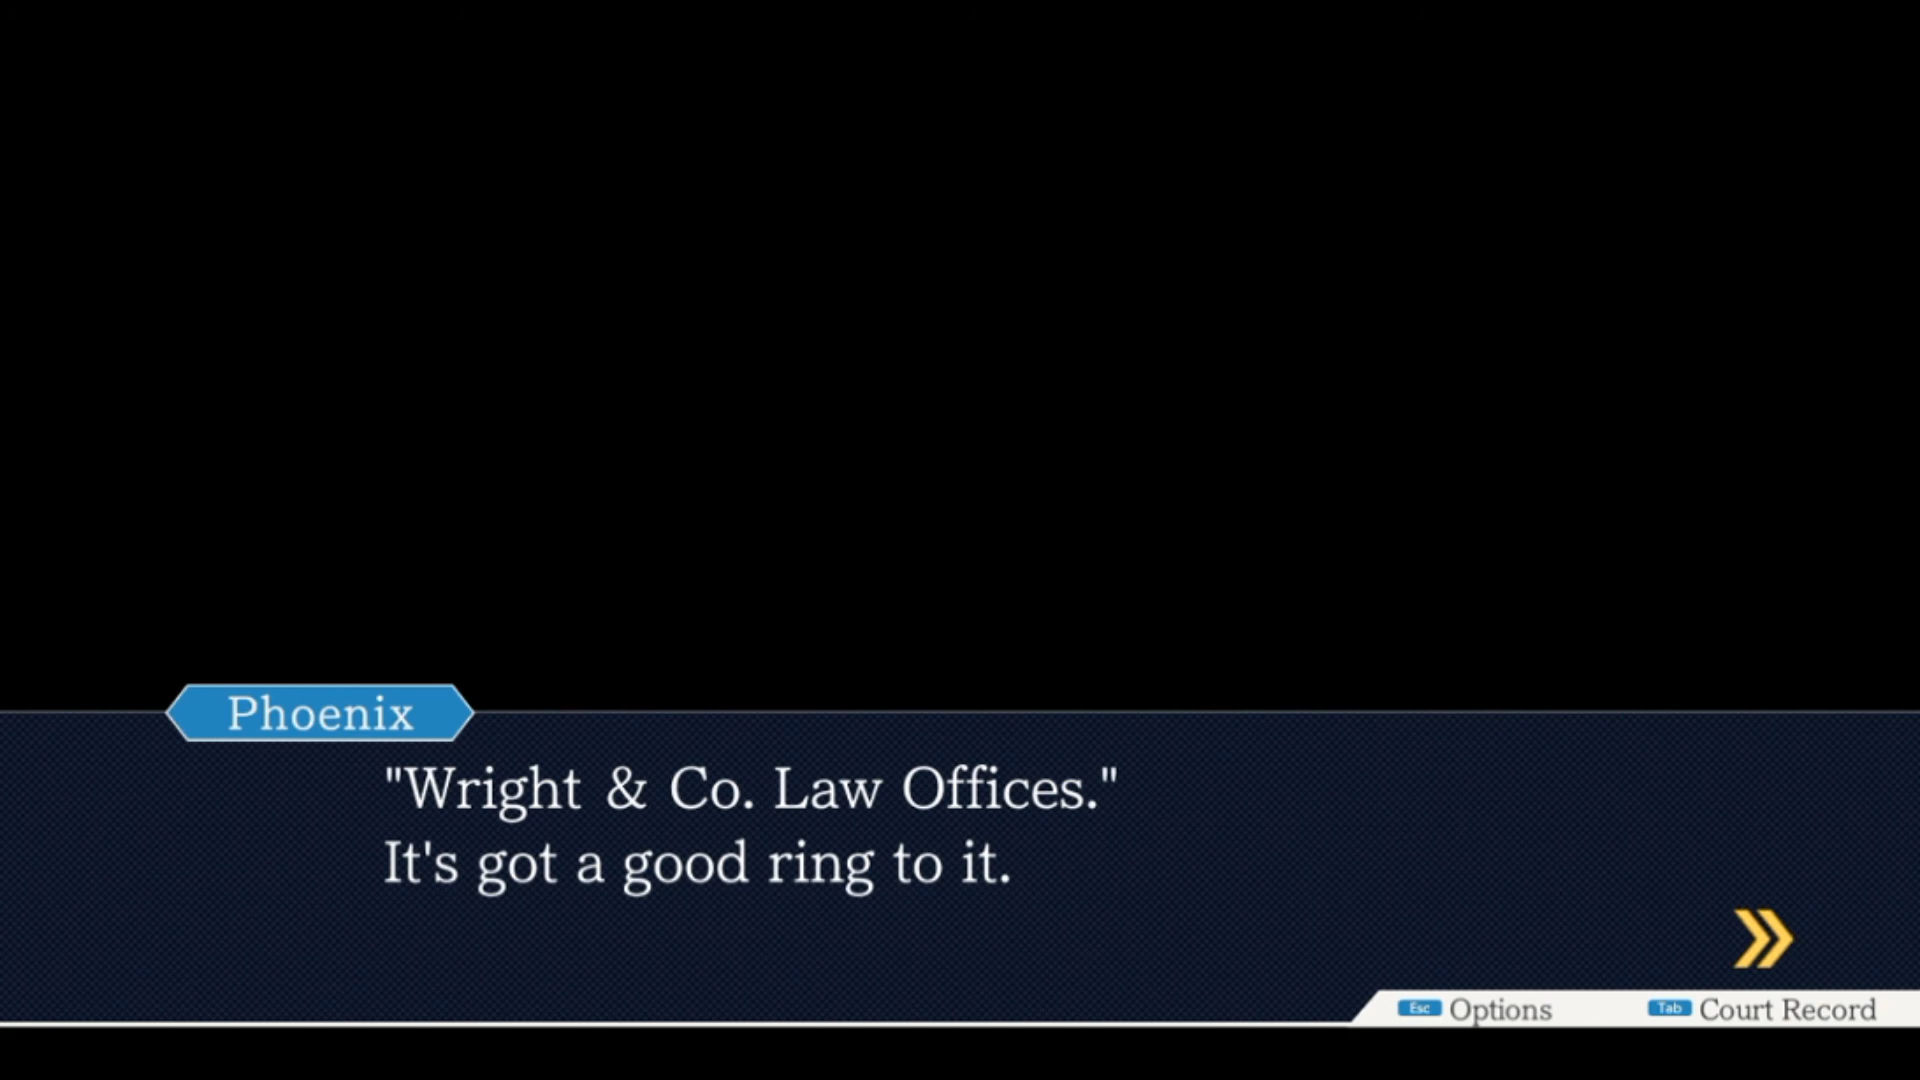 Phoenix
"Wright & Co. Law Offices."
It's got a good ring to it.
Esc Options Tab Court Record